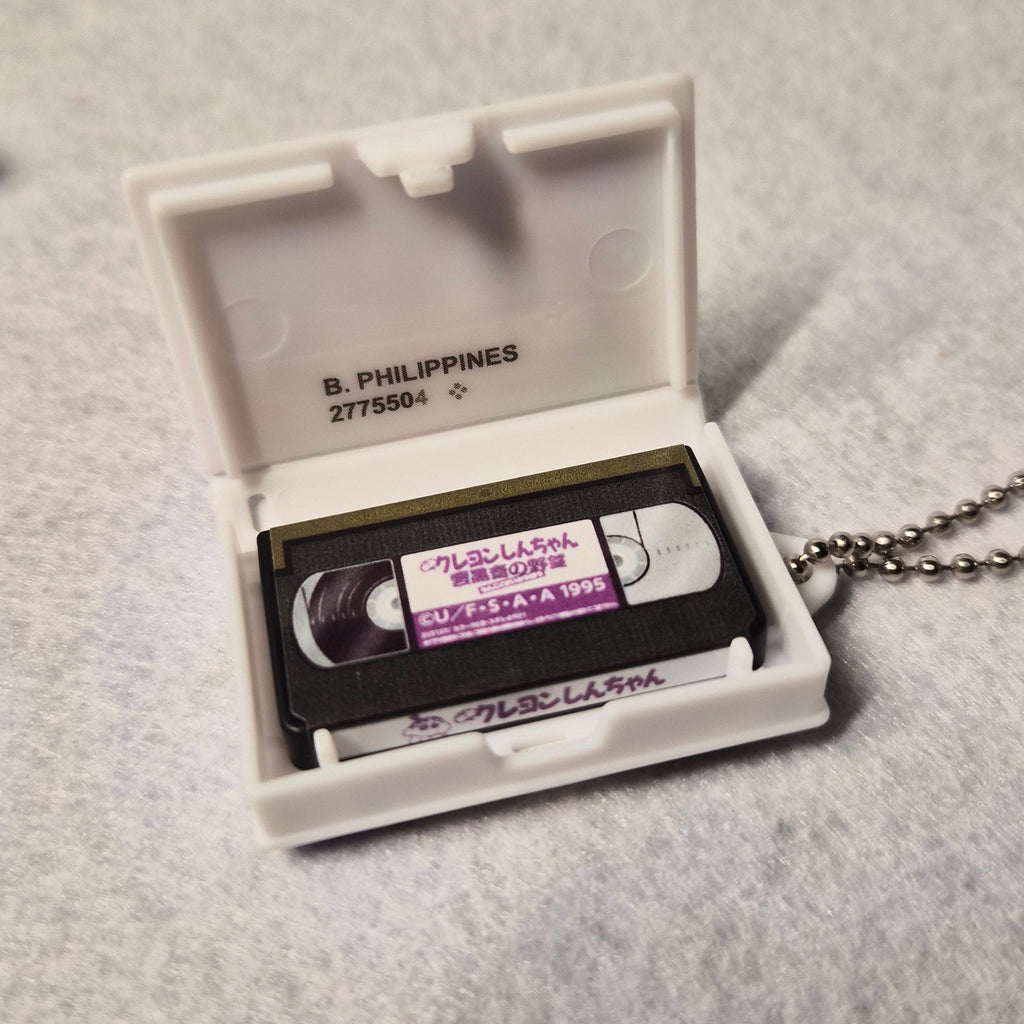 B. PHILIPPINES
2775504
クレヨンしんちゃん
雲黒斎の野望
©U/F・S・A・A 1995
クレヨンしんちゃん